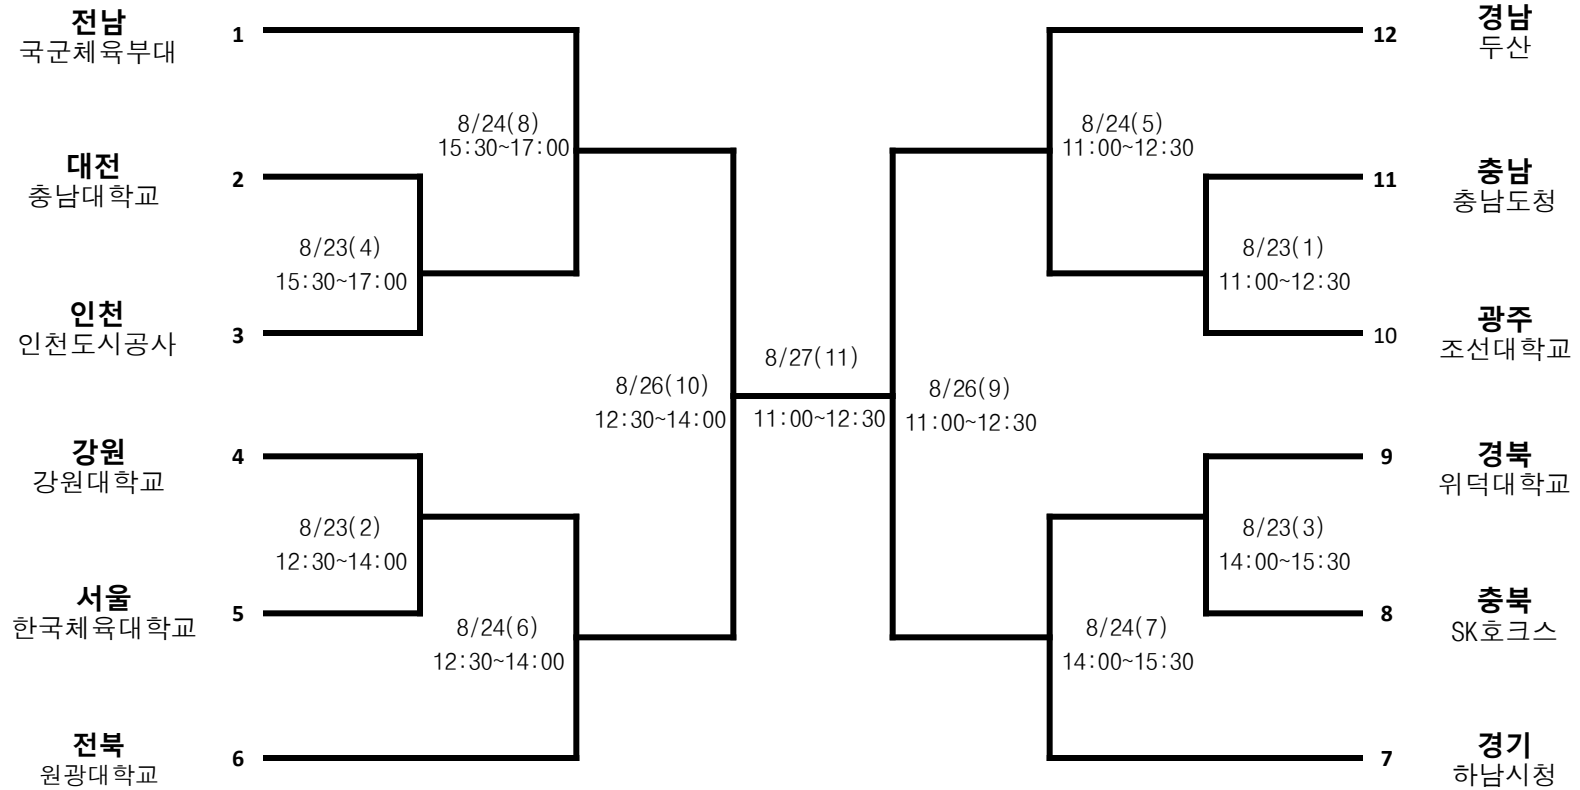 전남
국군체육부대
1
8/24(8)
15:30~17:00
대전
충남대학교
2
8/23(4)
15:30~17:00
인천
인천도시공사
3
8/26(10)
12:30~14:00
강원
강원대학교
4
8/23(2)
12:30~14:00
서울
한국체육대학교
5
8/24(6)
12:30~14:00
전북
원광대학교
6
8/27(11)
11:00~12:30
경남
두산
12
8/24(5)
11:00~12:30
충남
충남도청
11
8/23(1)
11:00~12:30
광주
조선대학교
10
8/26(9)
11:00~12:30
경북
위덕대학교
9
8/23(3)
14:00~15:30
충북
SK호크스
8
8/24(7)
14:00~15:30
경기
하남시청
7